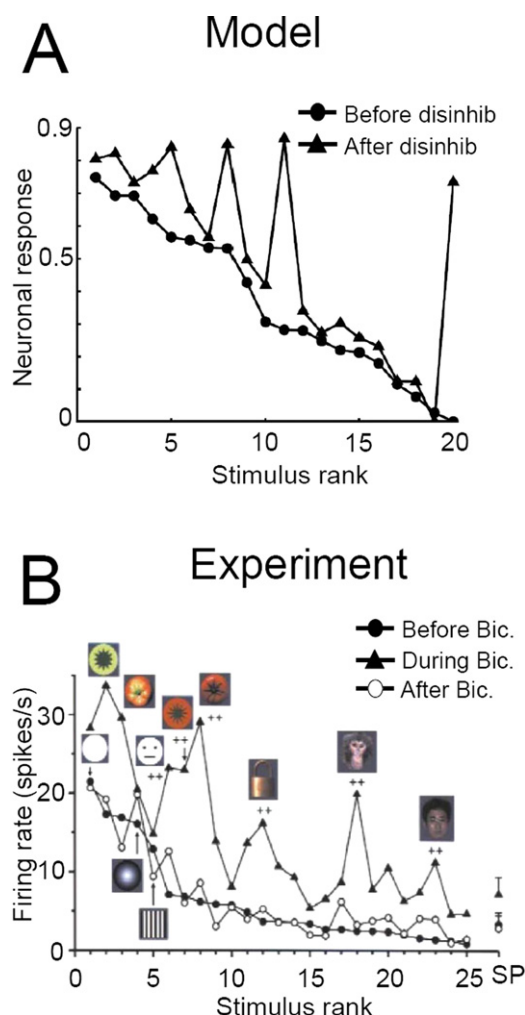 A
Model
Before disinhib
After disinhib
0.9
0.5
0
Neuronal response
0 5 10 15 20
Stimulus rank
B
Experiment
Before Bic.
During Bic.
After Bic.
30
20
10
0
Firing rate (spikes/s)
++ ++ ++ ++ ++ ++
0 5 10 15 20 25 SP
Stimulus rank